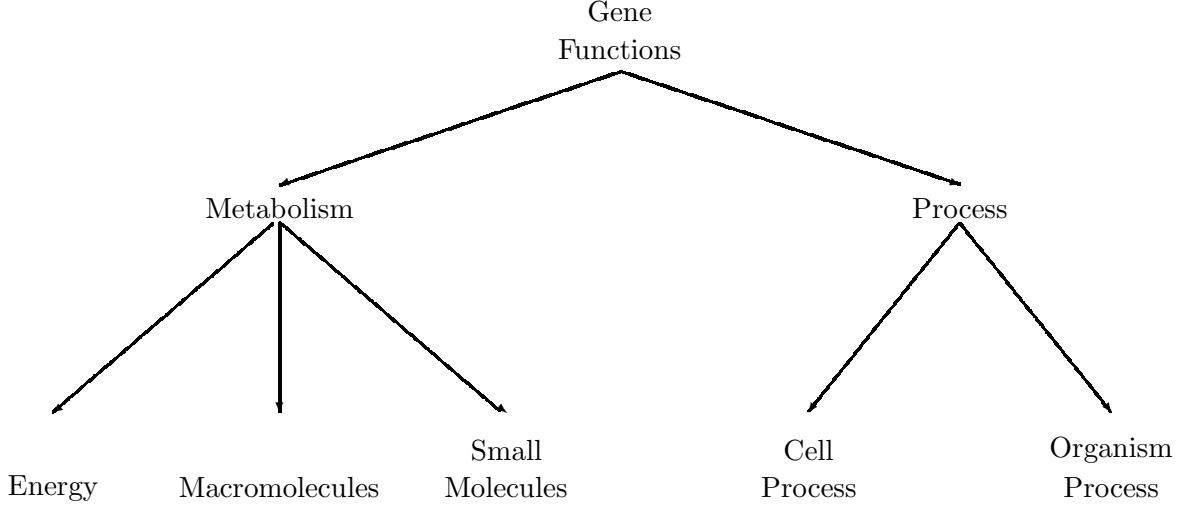 Gene
Functions
Metabolism
Process
Energy
Macromolecules
Small
Molecules
Cell
Process
Organism
Process